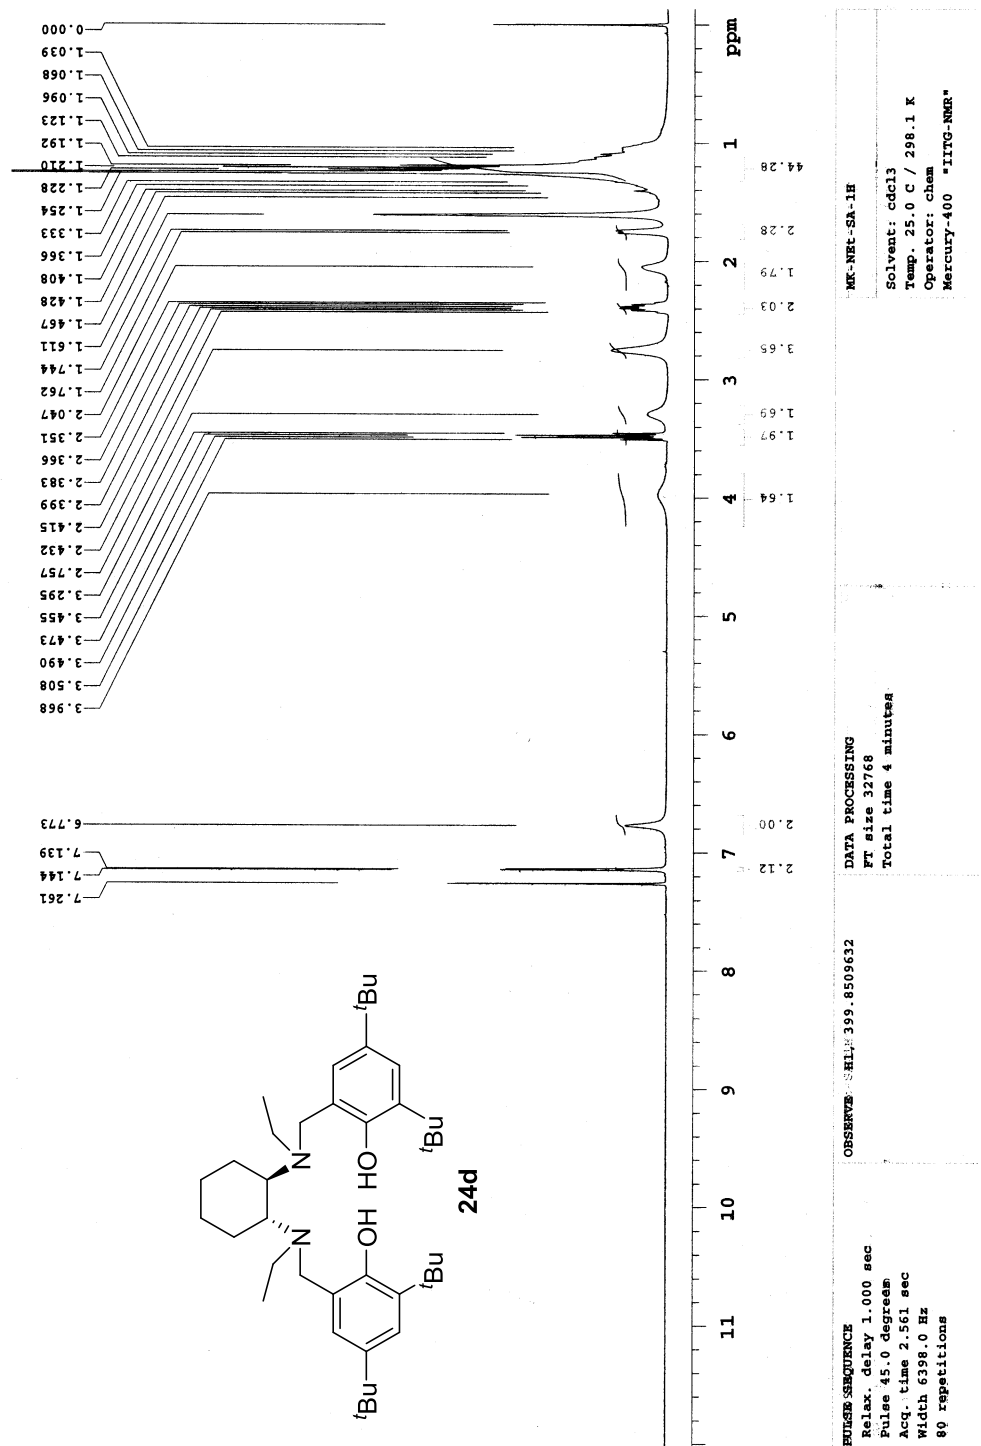 0.000
1.039
1.068
1.096
1.123
1.192
1.210
1.228
1.254
1.333
1.366
1.408
1.428
1.467
1.611
1.744
1.762
2.047
2.351
2.366
2.383
2.399
2.415
2.432
2.757
3.295
3.455
3.473
3.490
3.508
3.968
6.773
7.139
7.144
7.261
ppm
1
2
3
4
5
6
7
8
9
10
11
44.28
2.28
1.79
2.03
3.65
1.69
1.97
1.64
2.00
2.12
N
N
OH
HO
tBu
tBu
tBu
tBu
24d
PULSE SEQUENCE
Relax. delay 1.000 sec
Pulse 45.0 degrees
Acq. time 2.561 sec
Width 6398.0 Hz
80 repetitions
OBSERVE H1, 399.8509632
DATA PROCESSING
FT size 32768
Total time 4 minutes
MK-NEt-SA-1H
Solvent: cdcl3
Temp. 25.0 C / 298.1 K
Operator: chem
Mercury-400 "IITG-NMR"